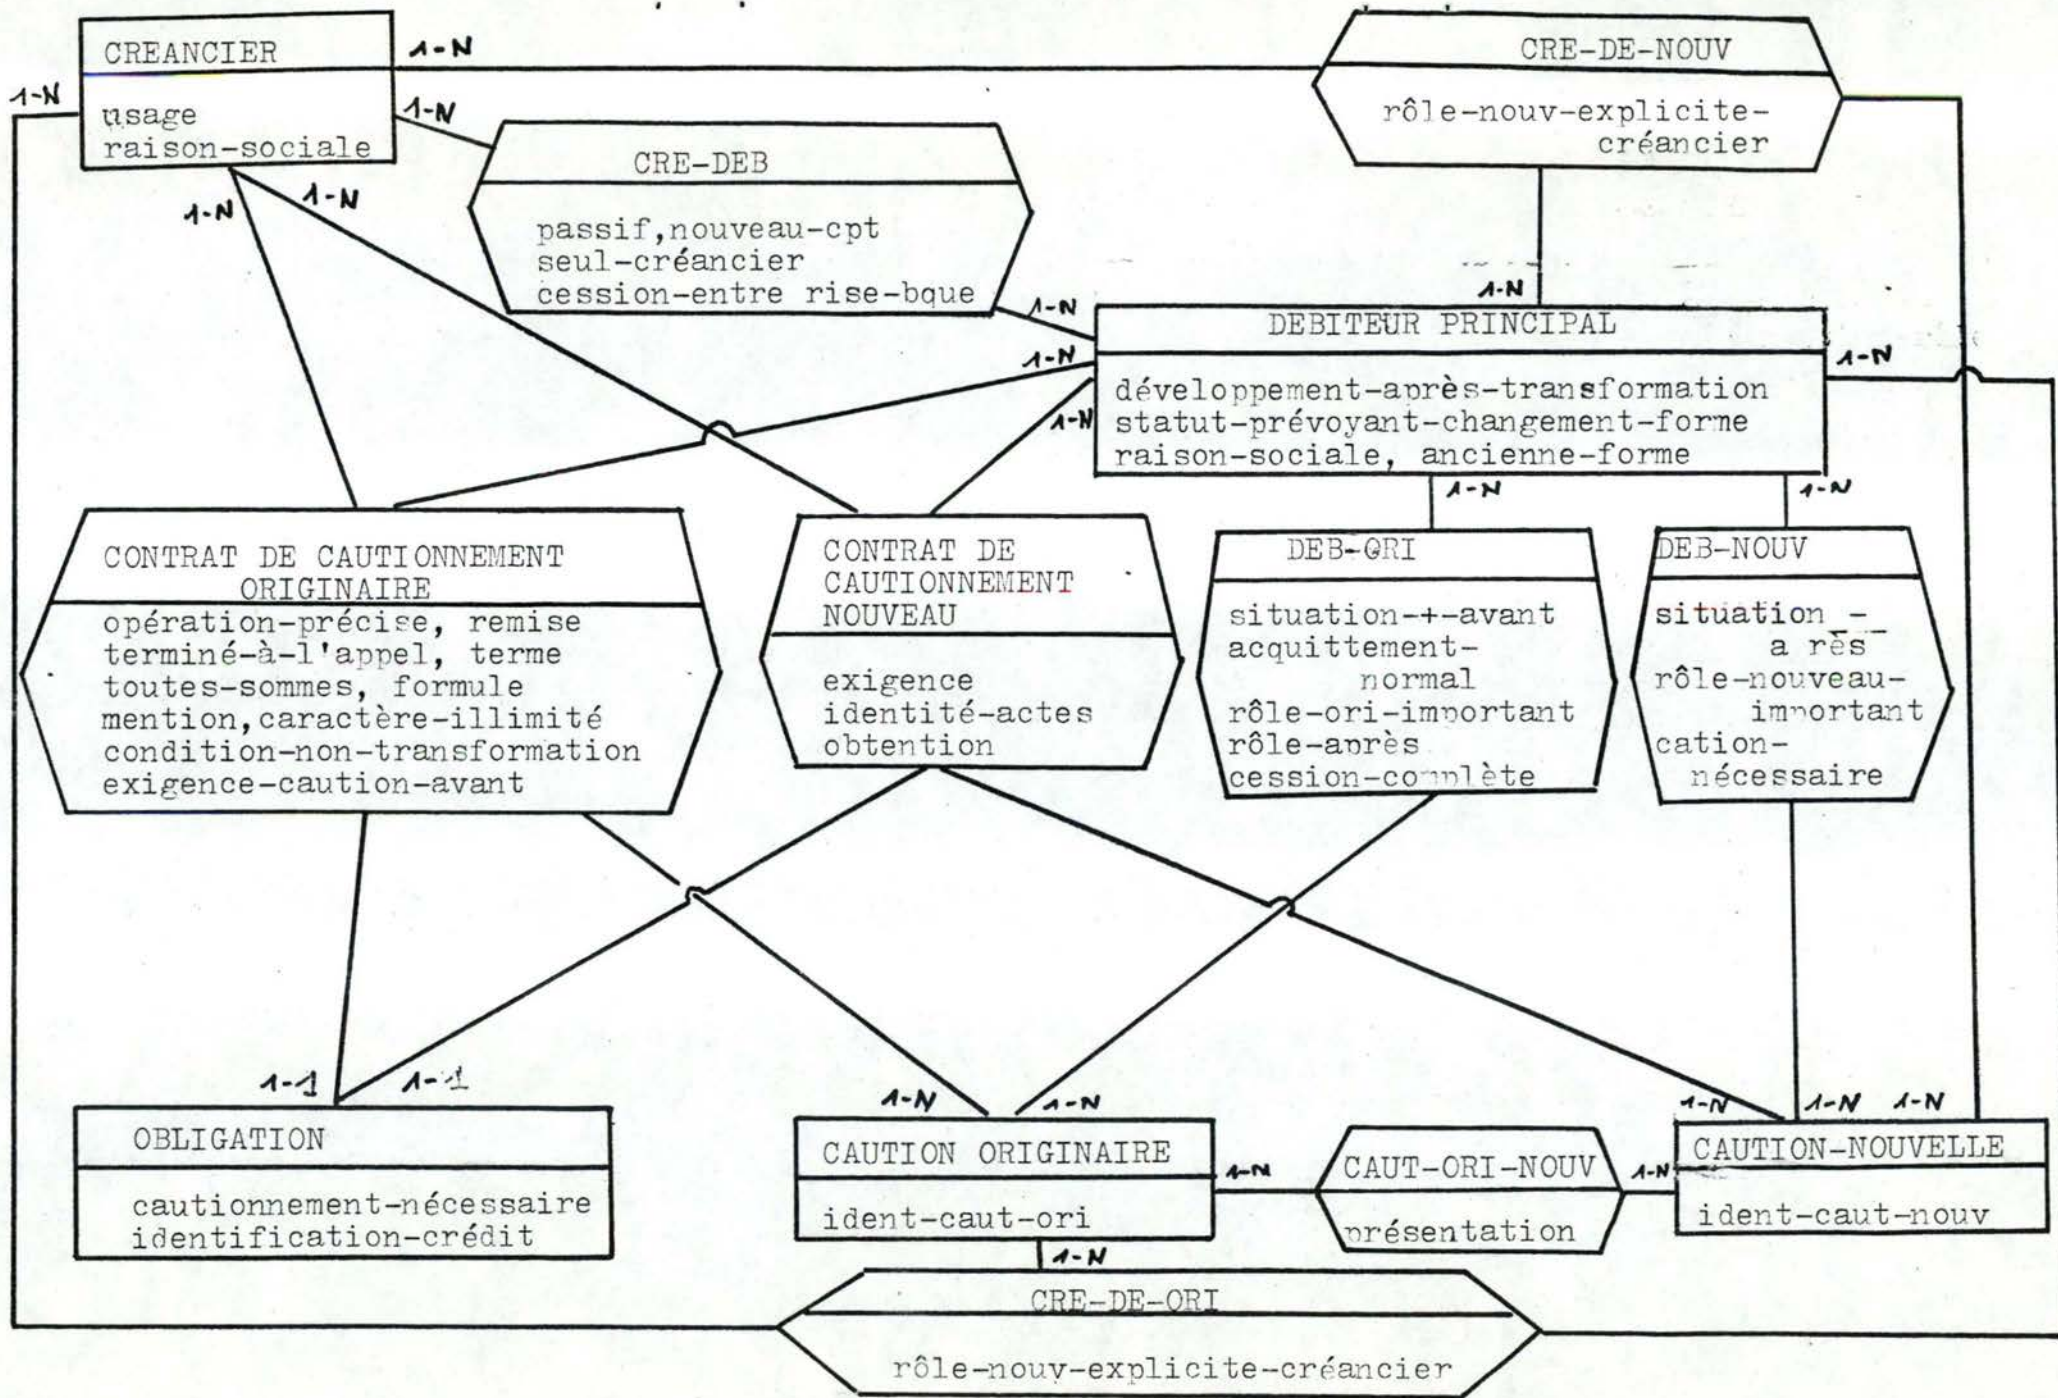 CREANCIER
usage
raison-sociale
1-N
1-N
1-N
1-N
1-N
CRE-DE-NOUV
rôle-nouv-explicite-
créancier
CRE-DEB
passif,nouveau-cpt
seul-créancier
cession-entre rise-bque
1-N
1-N
1-N
1-N
1-N
DEBITEUR PRINCIPAL
développement-après-transformation
statut-prévoyant-changement-forme
raison-sociale, ancienne-forme
1-N
1-N
CONTRAT DE CAUTIONNEMENT
ORIGINAIRE
opération-précise, remise
terminé-à-l'appel, terme
toutes-sommes, formule
mention,caractère-illimité
condition-non-transformation
exigence-caution-avant
CONTRAT DE
CAUTIONNEMENT
NOUVEAU
exigence
identité-actes
obtention
DEB-ORI
situation-+-avant
acquittement-
normal
rôle-ori-important
rôle-après
cession-complète
DEB-NOUV
situation -
a rès
rôle-nouveau-
important
cation-
nécessaire
1-1
1-1
OBLIGATION
cautionnement-nécessaire
identification-crédit
1-N
1-N
CAUTION ORIGINAIRE
ident-caut-ori
1-N
1-N
CAUT-ORI-NOUV
présentation
1-N
1-N
1-N
1-N
CAUTION-NOUVELLE
ident-caut-nouv
CRE-DE-ORI
rôle-nouv-explicite-créancier